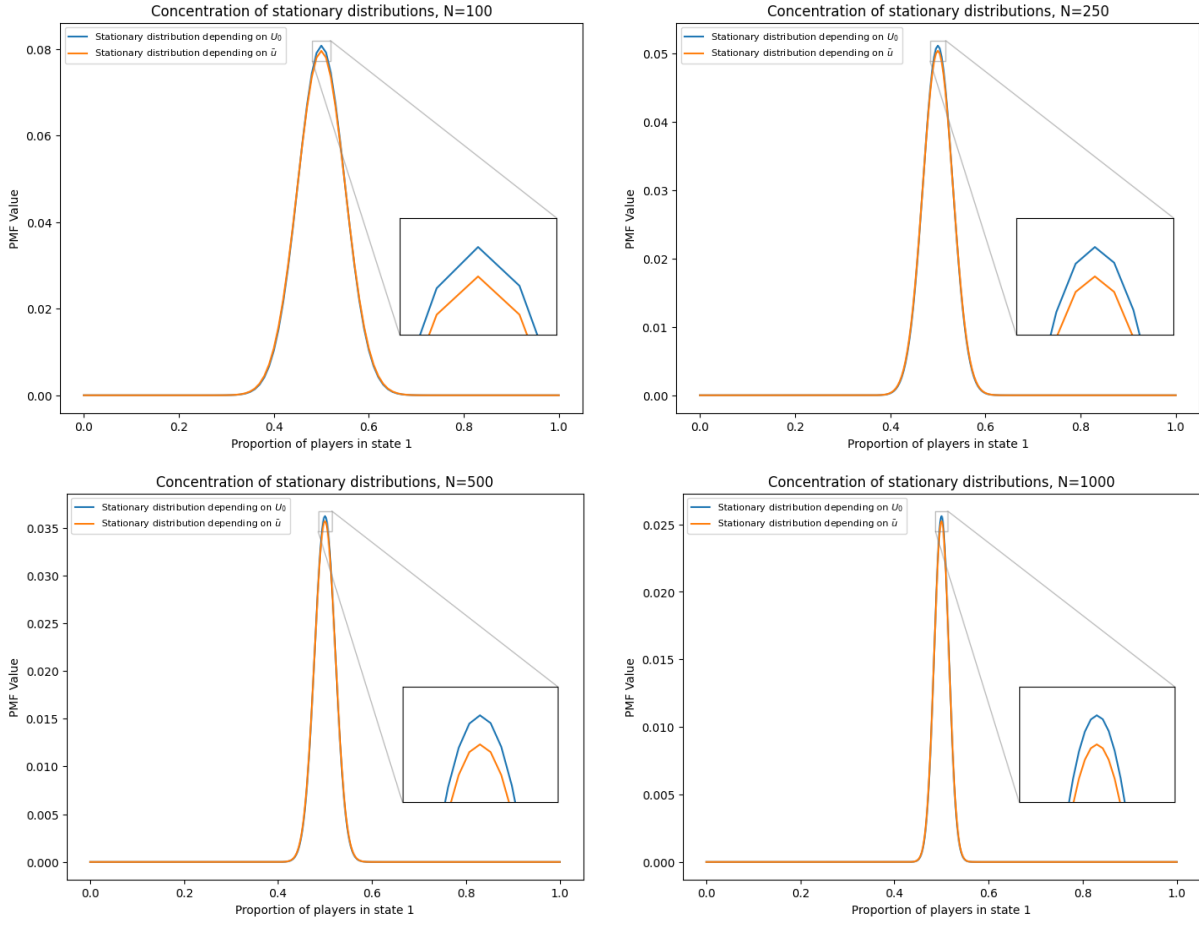 Concentration of stationary distributions, N=100
Stationary distribution depending on U₀
Stationary distribution depending on ū
PMF Value
0.08
0.06
0.04
0.02
0.00
0.0 0.2 0.4 0.6 0.8 1.0
Proportion of players in state 1
Concentration of stationary distributions, N=250
Stationary distribution depending on U₀
Stationary distribution depending on ū
PMF Value
0.05
0.04
0.03
0.02
0.01
0.00
0.0 0.2 0.4 0.6 0.8 1.0
Proportion of players in state 1
Concentration of stationary distributions, N=500
Stationary distribution depending on U₀
Stationary distribution depending on ū
PMF Value
0.035
0.030
0.025
0.020
0.015
0.010
0.005
0.000
0.0 0.2 0.4 0.6 0.8 1.0
Proportion of players in state 1
Concentration of stationary distributions, N=1000
Stationary distribution depending on U₀
Stationary distribution depending on ū
PMF Value
0.025
0.020
0.015
0.010
0.005
0.000
0.0 0.2 0.4 0.6 0.8 1.0
Proportion of players in state 1